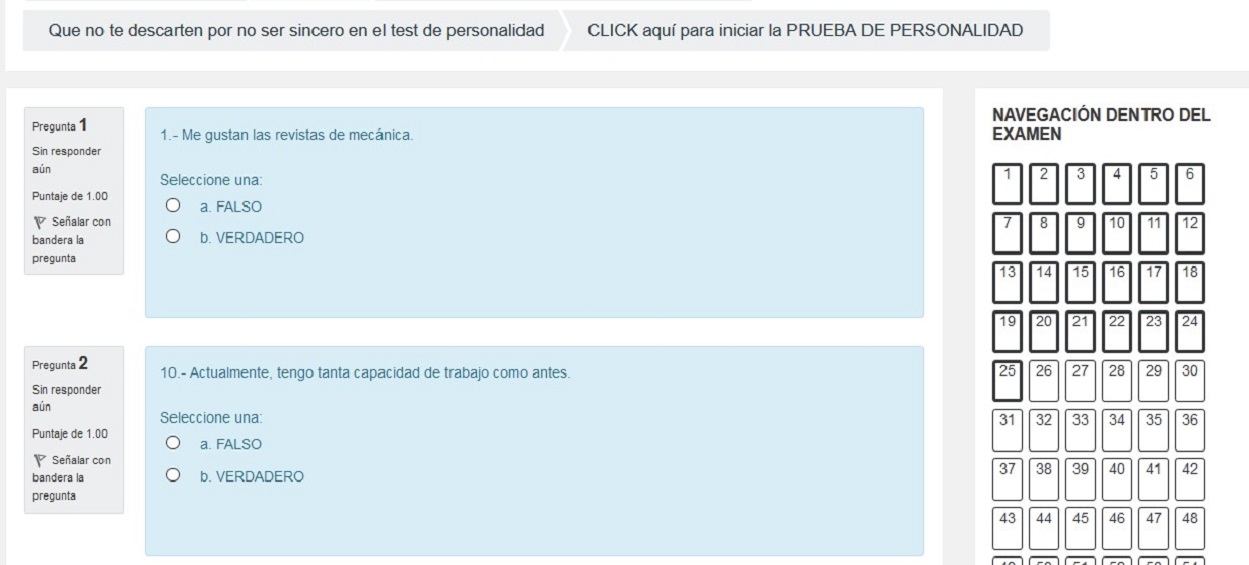 Que no te descarten por no ser sincero en el test de personalidad
CLICK aquí para iniciar la PRUEBA DE PERSONALIDAD
Pregunta 1
Sin responder
aún
Puntaje de 1.00
Señalar con
bandera la
pregunta
1.- Me gustan las revistas de mecánica.
Seleccione una:
a. FALSO
b. VERDADERO
Pregunta 2
Sin responder
aún
Puntaje de 1.00
Señalar con
bandera la
pregunta
10.- Actualmente, tengo tanta capacidad de trabajo como antes.
Seleccione una:
a. FALSO
b. VERDADERO
NAVEGACIÓN DENTRO DEL
EXAMEN
1 2 3 4 5 6
7 8 9 10 11 12
13 14 15 16 17 18
19 20 21 22 23 24
25 26 27 28 29 30
31 32 33 34 35 36
37 38 39 40 41 42
43 44 45 46 47 48